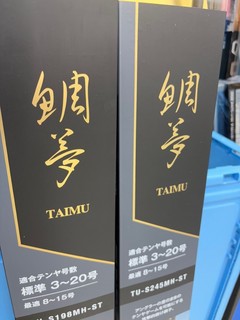 鯛夢
TAIMU
適合テンヤ号数
標準 3〜20号
最適 8〜15号
TU-S198MH-ST
鯛夢
TAIMU
適合テンヤ号数
標準 3〜20号
最適 8〜15号
TU-S245MH-ST